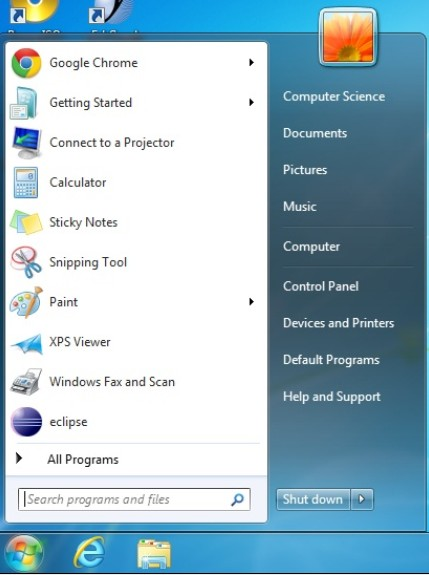 Google Chrome
Getting Started
Connect to a Projector
Calculator
Sticky Notes
Snipping Tool
Paint
XPS Viewer
Windows Fax and Scan
eclipse
All Programs
Search programs and files
Computer Science
Documents
Pictures
Music
Computer
Control Panel
Devices and Printers
Default Programs
Help and Support
Shut down